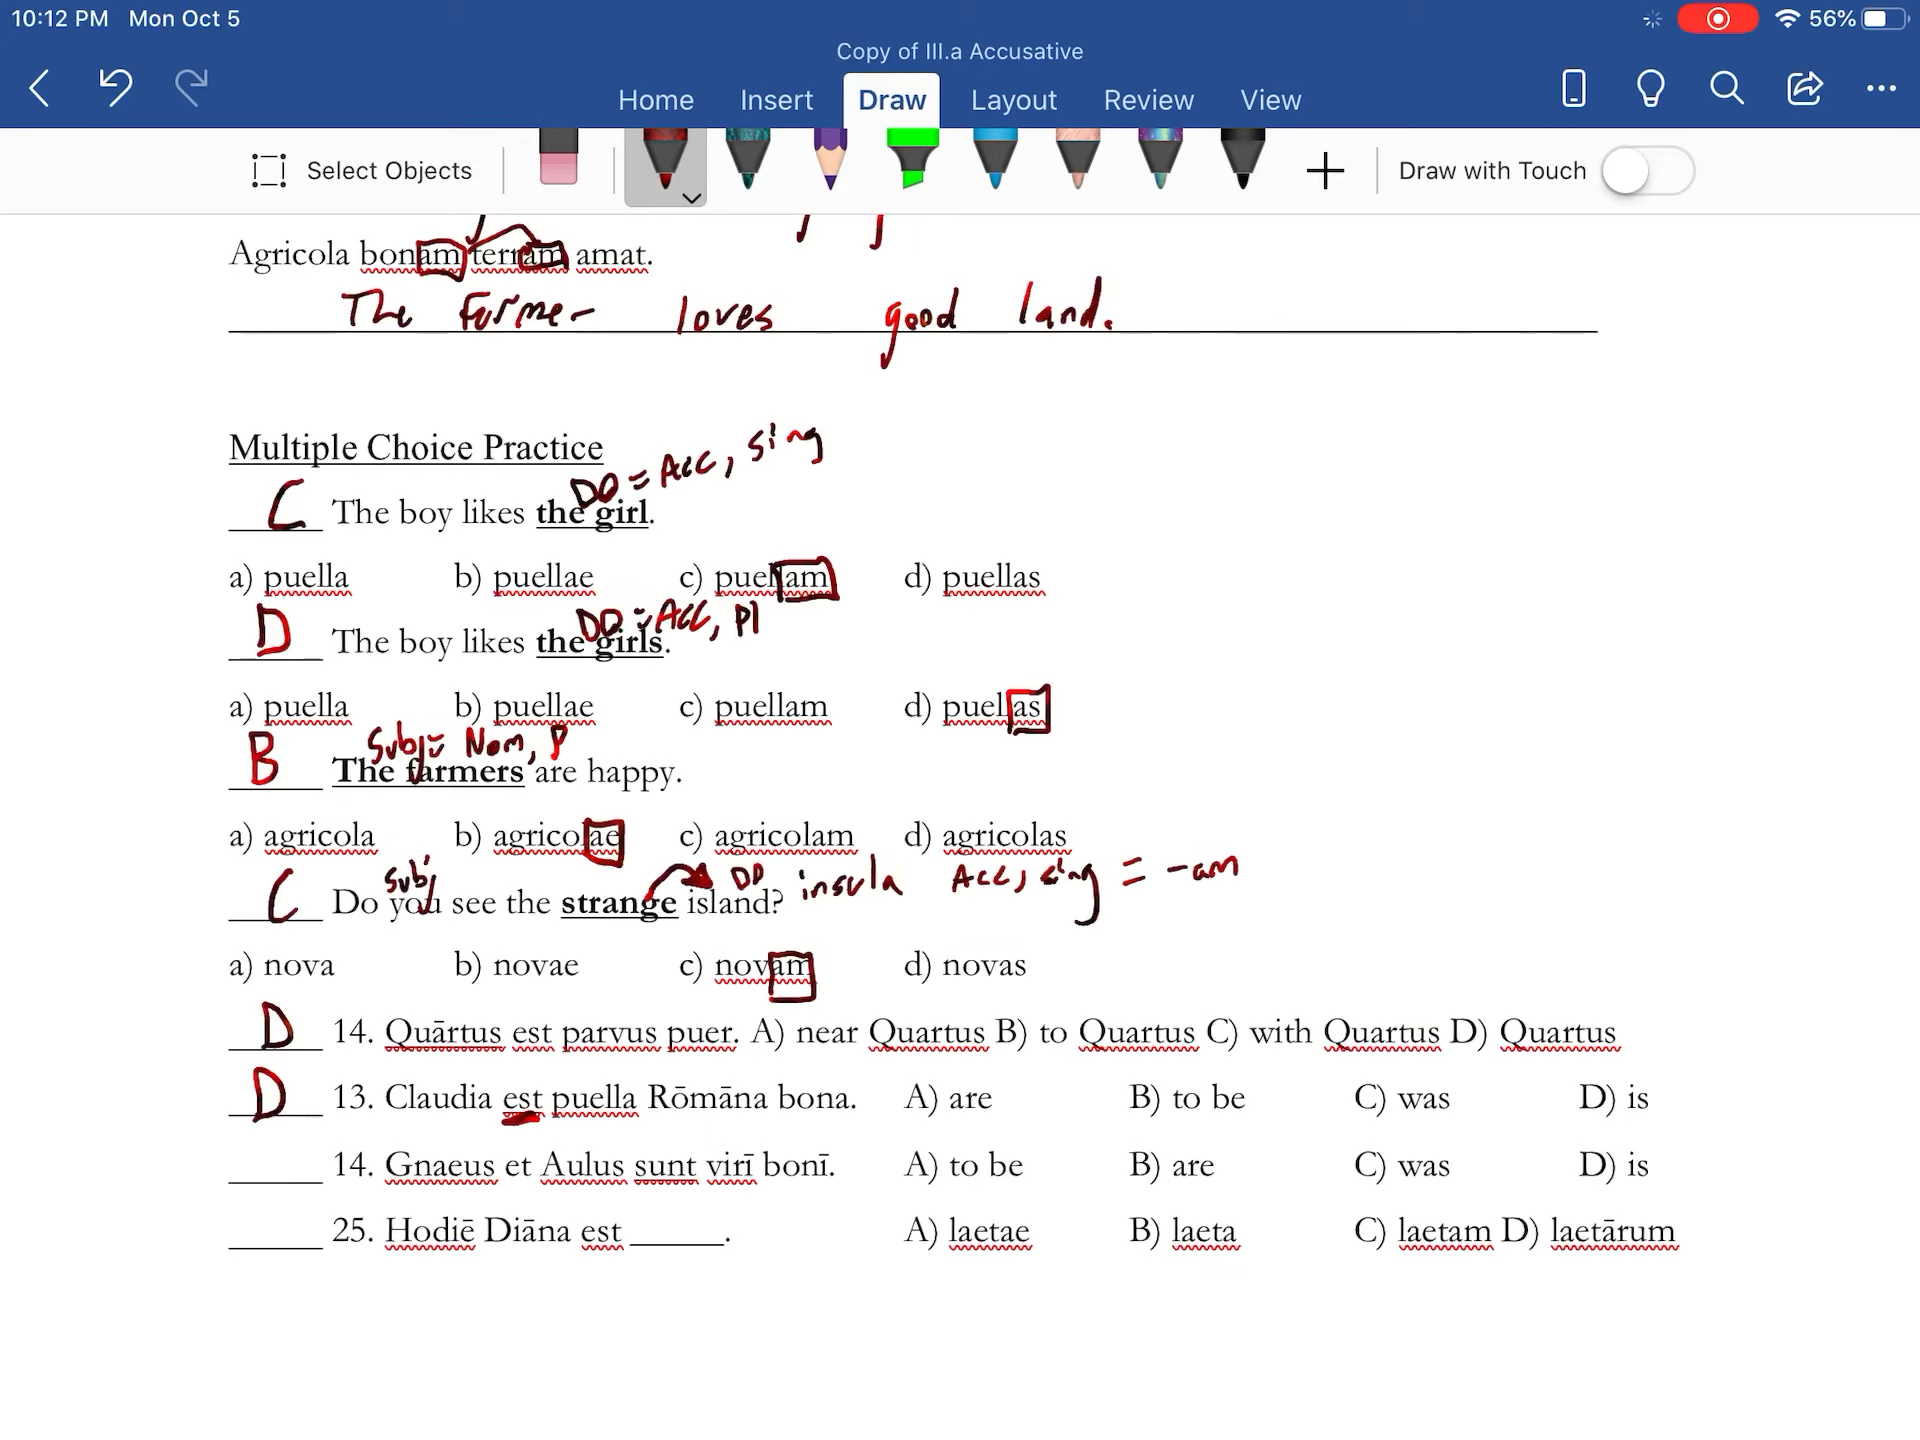 10:12 PM Mon Oct 5 56%
Copy of III.a Accusative
Home Insert Draw Layout Review View
Select Objects Draw with Touch
Agricola bonam terram amat.
The Farmer loves good land.
Multiple Choice Practice
DO = Acc, sing
C The boy likes the girl.
a) puella b) puellae c) puellam d) puellas
DO = Acc, Pl
D The boy likes the girls.
a) puella b) puellae c) puellam d) puellas
Subj = Nom, P
B The farmers are happy.
a) agricola b) agricolae c) agricolam d) agricolas
Subj DO insula Acc, sing = -am
C Do you see the strange island?
a) nova b) novae c) novam d) novas
D 14. Quārtus est parvus puer. A) near Quartus B) to Quartus C) with Quartus D) Quartus
D 13. Claudia est puella Rōmāna bona. A) are B) to be C) was D) is
14. Gnaeus et Aulus sunt virī bonī. A) to be B) are C) was D) is
25. Hodiē Diāna est ______. A) laetae B) laeta C) laetam D) laetārum